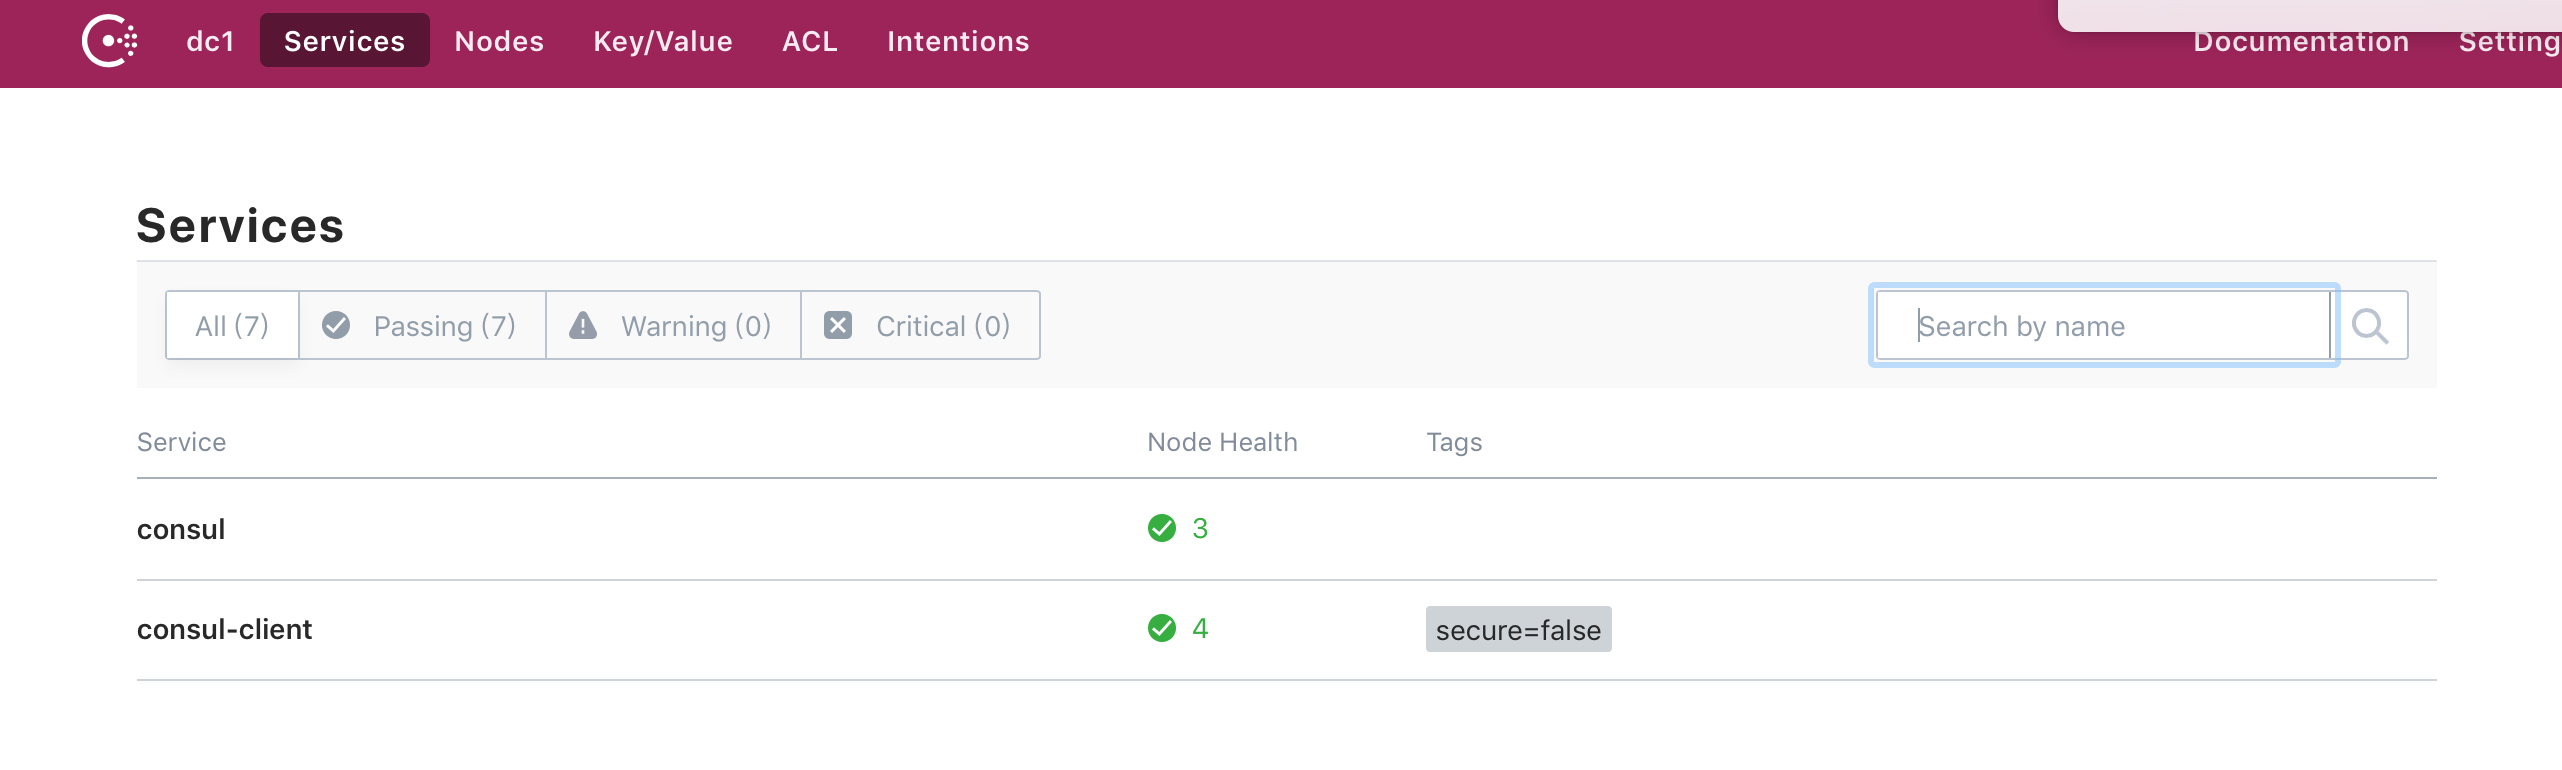 dc1 Services Nodes Key/Value ACL Intentions Documentation Setting
Services
All (7) Passing (7) Warning (0) Critical (0) Search by name
Service Node Health Tags
consul 3
consul-client 4 secure=false